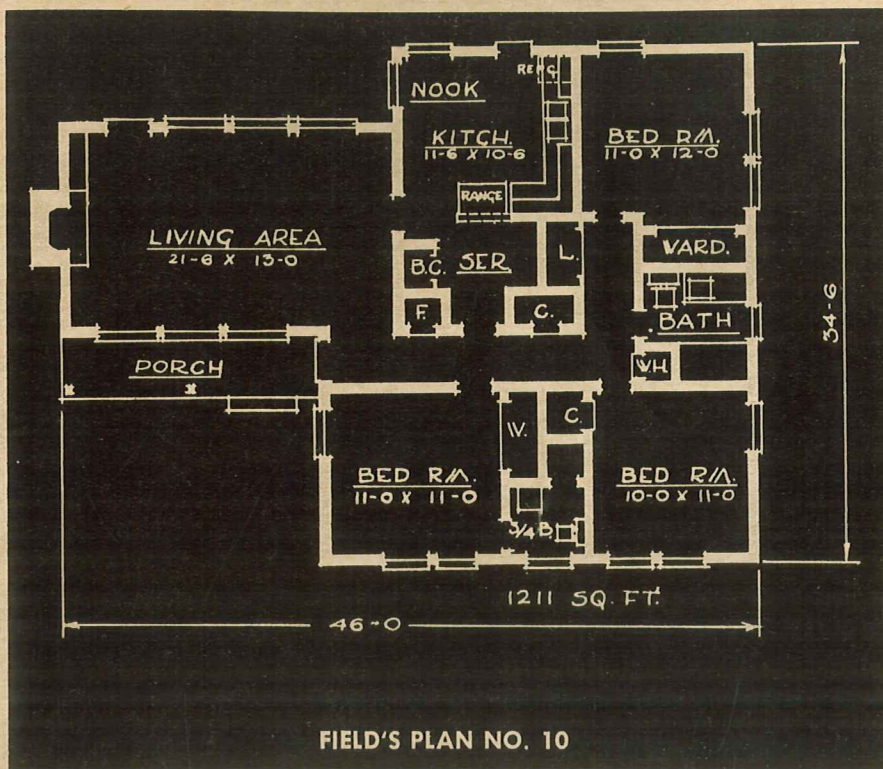 REFG.
NOOK
KITCH.
11-6 X 10-6
RANGE
BED RM.
11-0 X 12-0
LIVING AREA
21-6 X 13-0
B.C.
SER.
L.
WARD.
F.
C.
BATH
W.H.
34-6
PORCH
W.
C.
BED RM.
11-0 X 11-0
3/4 B.
BED RM.
10-0 X 11-0
1211 SQ. FT.
46-0
FIELD'S PLAN NO. 10